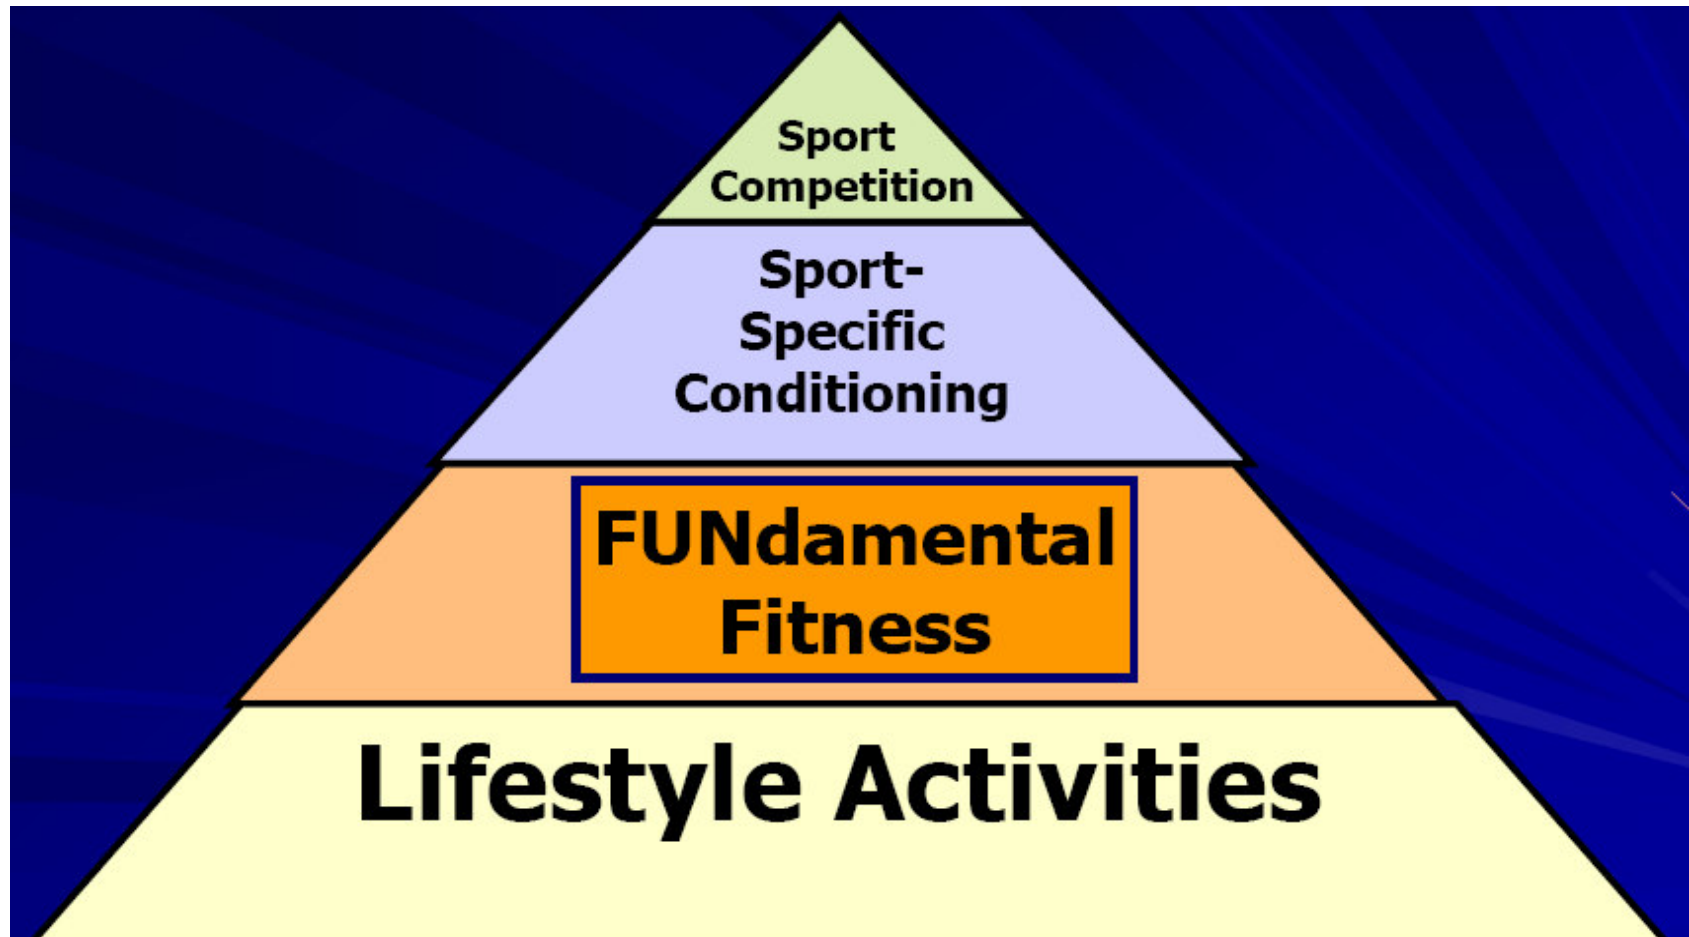 Sport
Competition
Sport-
Specific
Conditioning
FUNdamental
Fitness
Lifestyle Activities